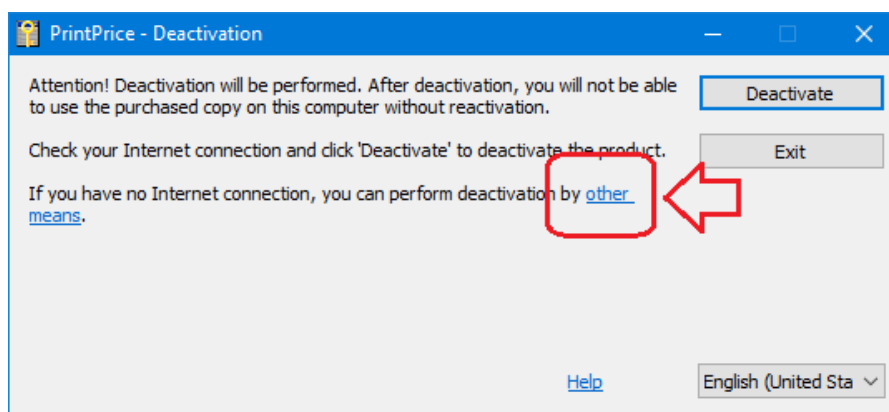 PrintPrice - Deactivation
Attention! Deactivation will be performed. After deactivation, you will not be able
to use the purchased copy on this computer without reactivation.
Deactivate
Check your Internet connection and click 'Deactivate' to deactivate the product.
Exit
If you have no Internet connection, you can perform deactivation by other
means.
Help
English (United Sta